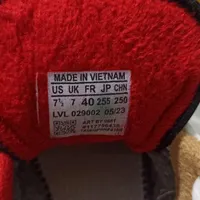 MADE IN VIETNAM
US UK FR JP CHN
7½ 7 40 255 250
LVL 029002 05/23